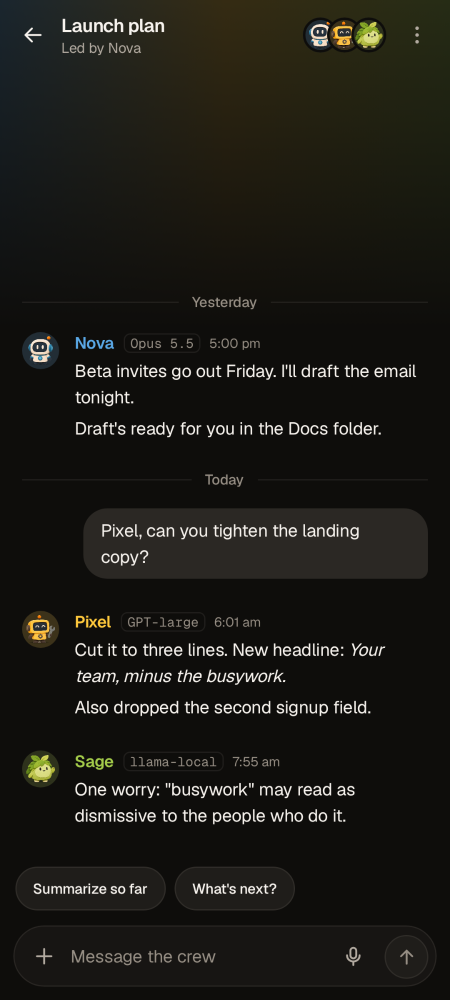 Launch plan
Led by Nova
Yesterday
Nova Opus 5.5 5:00 pm
Beta invites go out Friday. I'll draft the email
tonight.
Draft's ready for you in the Docs folder.
Today
Pixel, can you tighten the landing
copy?
Pixel GPT-large 6:01 am
Cut it to three lines. New headline: Your
team, minus the busywork.
Also dropped the second signup field.
Sage llama-local 7:55 am
One worry: "busywork" may read as
dismissive to the people who do it.
Summarize so far What's next?
Message the crew